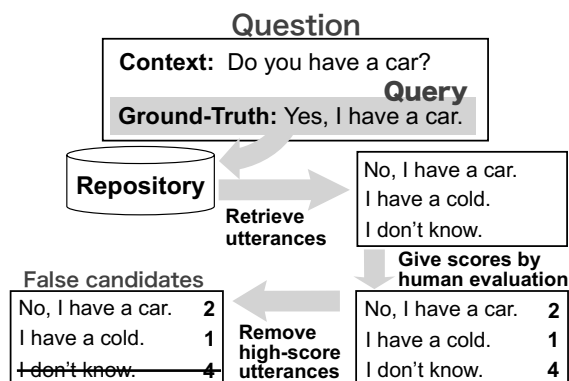 Question
Context: Do you have a car?
Query
Ground-Truth: Yes, I have a car.
Repository
Retrieve
utterances
No, I have a car.
I have a cold.
I don't know.
Give scores by
human evaluation
False candidates
No, I have a car. 2
I have a cold. 1
I don't know. 4
Remove
high-score
utterances
No, I have a car. 2
I have a cold. 1
I don't know. 4